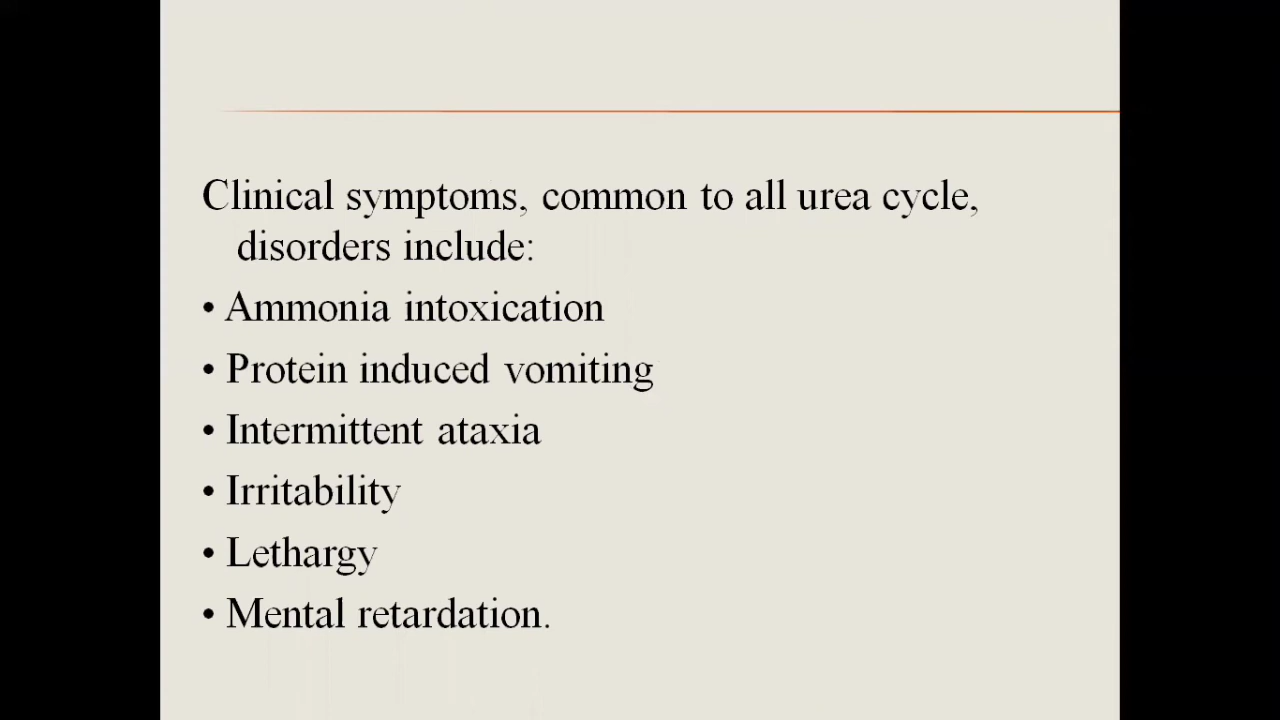 Clinical symptoms, common to all urea cycle,
disorders include:
• Ammonia intoxication
• Protein induced vomiting
• Intermittent ataxia
• Irritability
• Lethargy
• Mental retardation.